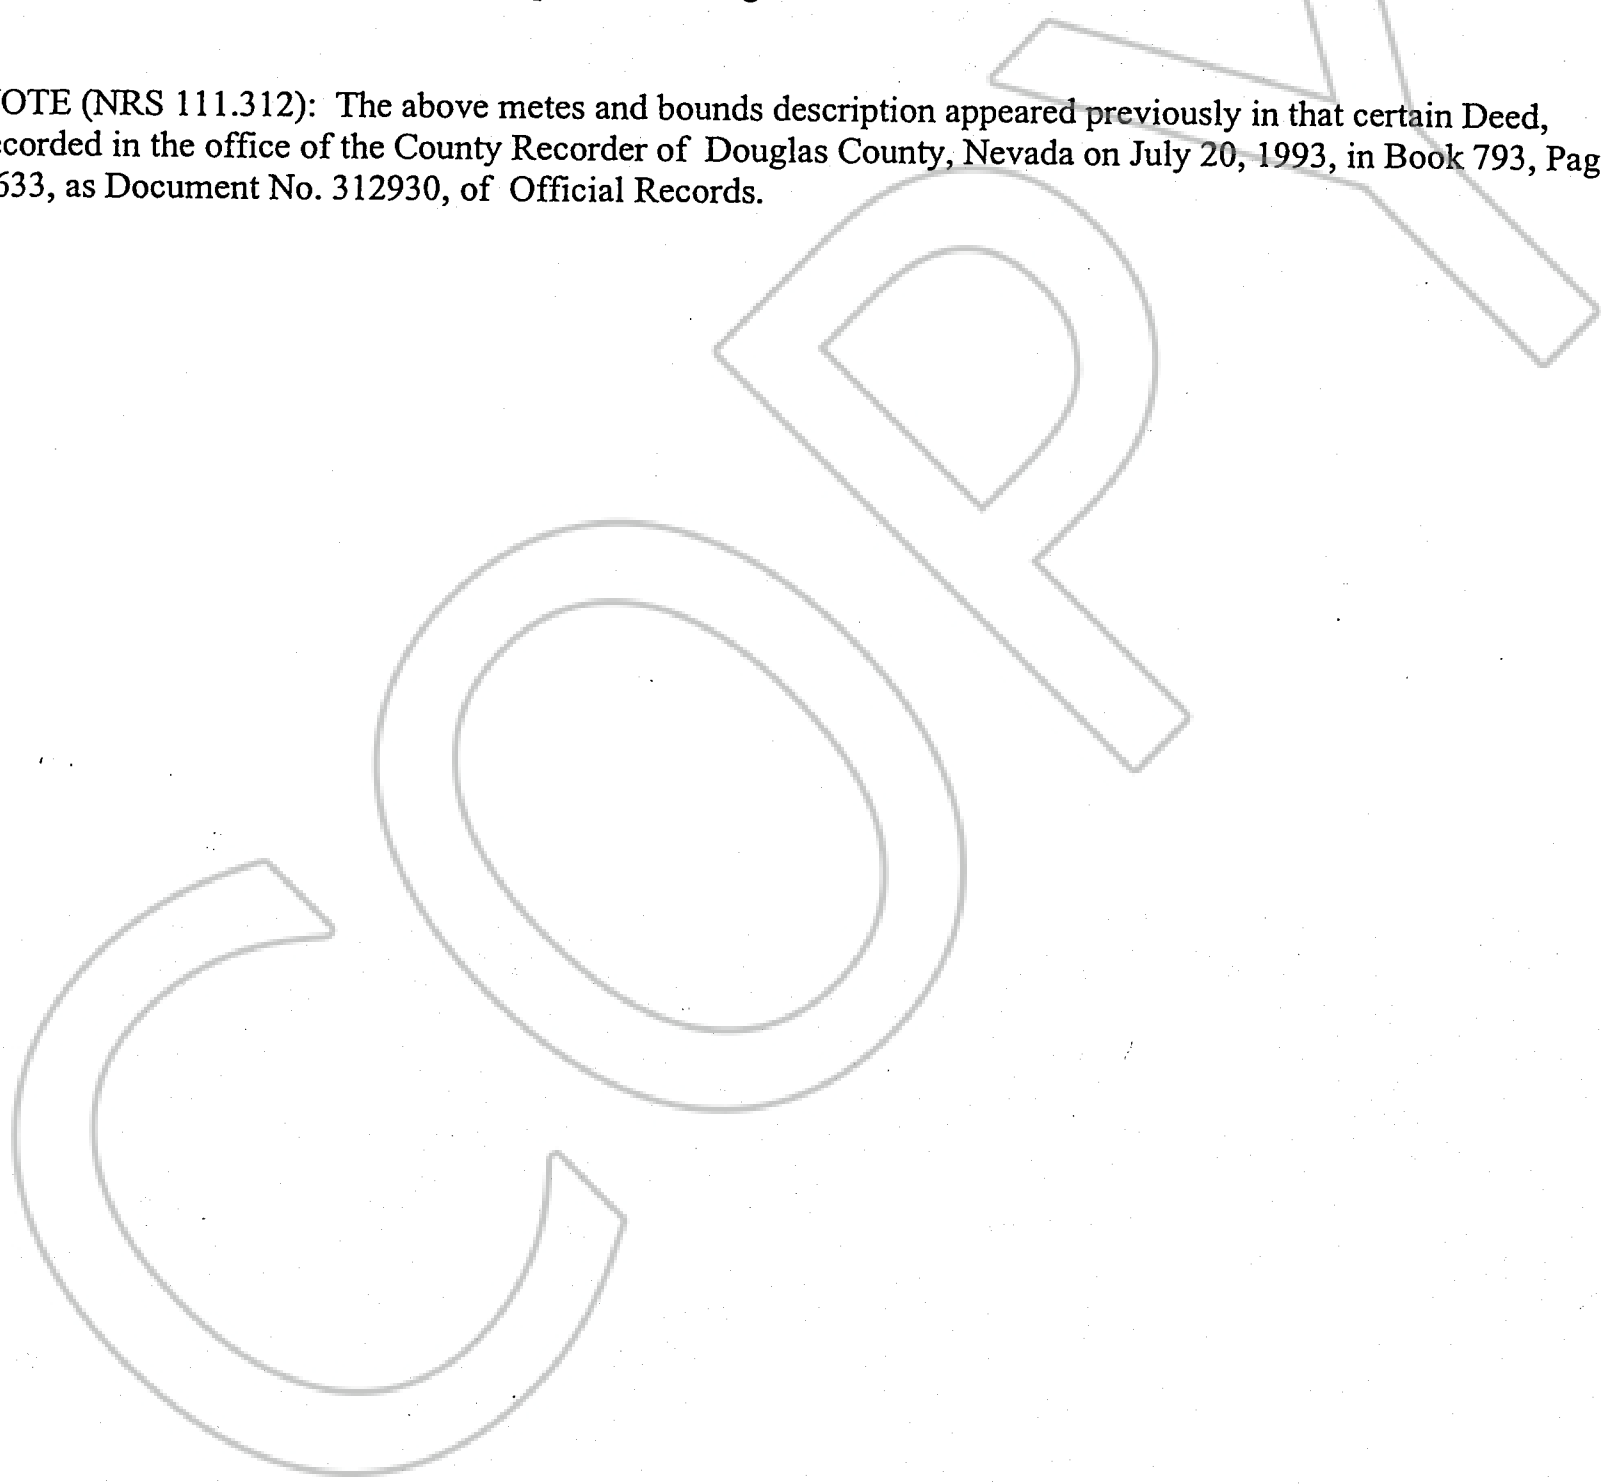 OTE (NRS 111.312): The above metes and bounds description appeared previously in that certain Deed,
corded in the office of the County Recorder of Douglas County, Nevada on July 20, 1993, in Book 793, Pag
633, as Document No. 312930, of Official Records.
COPY